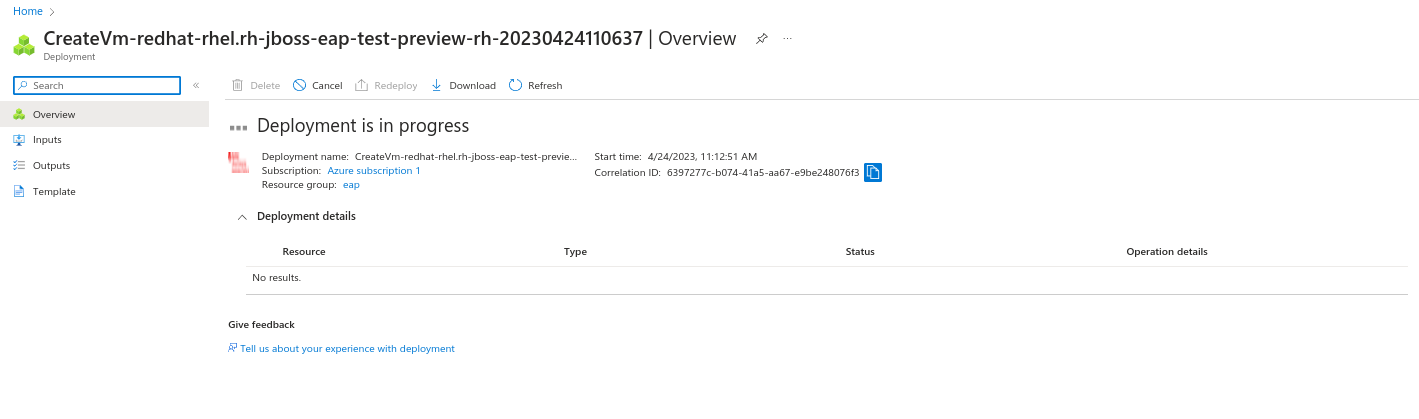 Home
CreateVm-redhat-rhel.rh-jboss-eap-test-preview-rh-20230424110637 | Overview
Deployment
Search
Delete Cancel Redeploy Download Refresh
Overview
Inputs
Outputs
Template
Deployment is in progress
Deployment name: CreateVm-redhat-rhel.rh-jboss-eap-test-previe...
Subscription: Azure subscription 1
Resource group: eap
Start time: 4/24/2023, 11:12:51 AM
Correlation ID: 6397277c-b074-41a5-aa67-e9be248076f3
Deployment details
Resource Type Status Operation details
No results.
Give feedback
Tell us about your experience with deployment